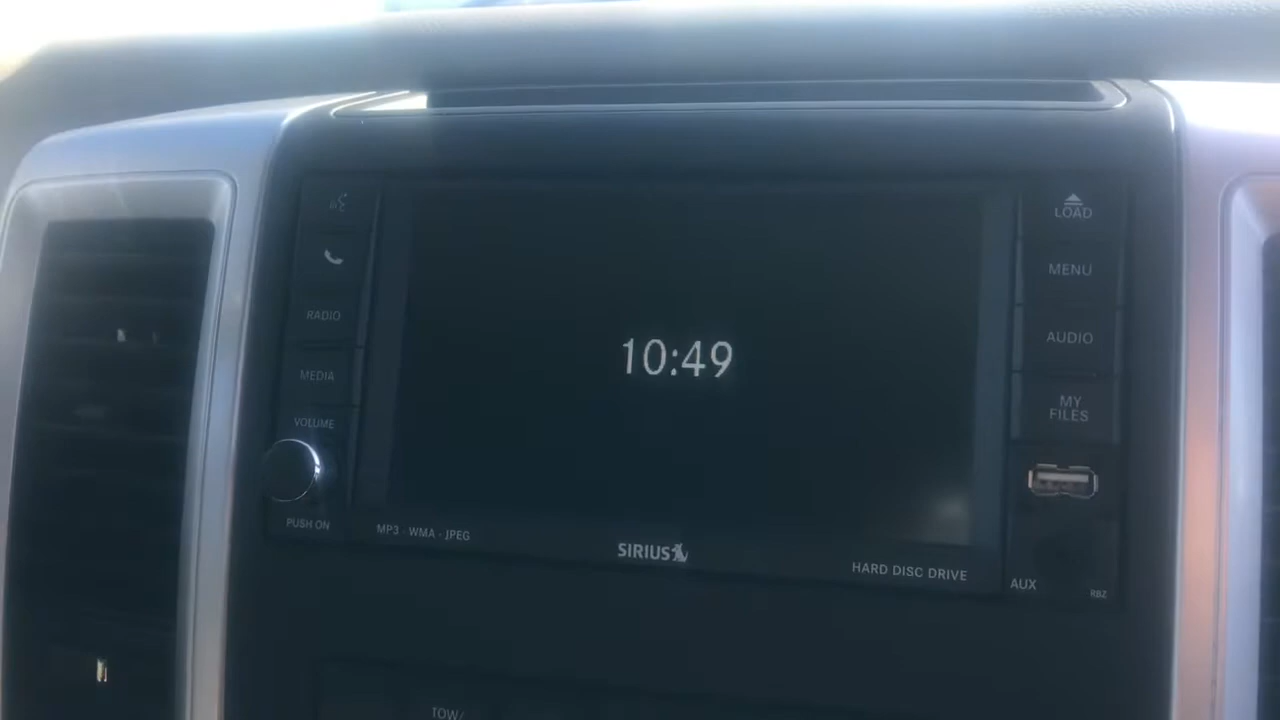 LOAD
MENU
RADIO
AUDIO
10:49
MEDIA
MY
FILES
VOLUME
PUSH ON
MP3 · WMA · JPEG
SIRIUS
HARD DISC DRIVE
AUX
RBZ
TOW/